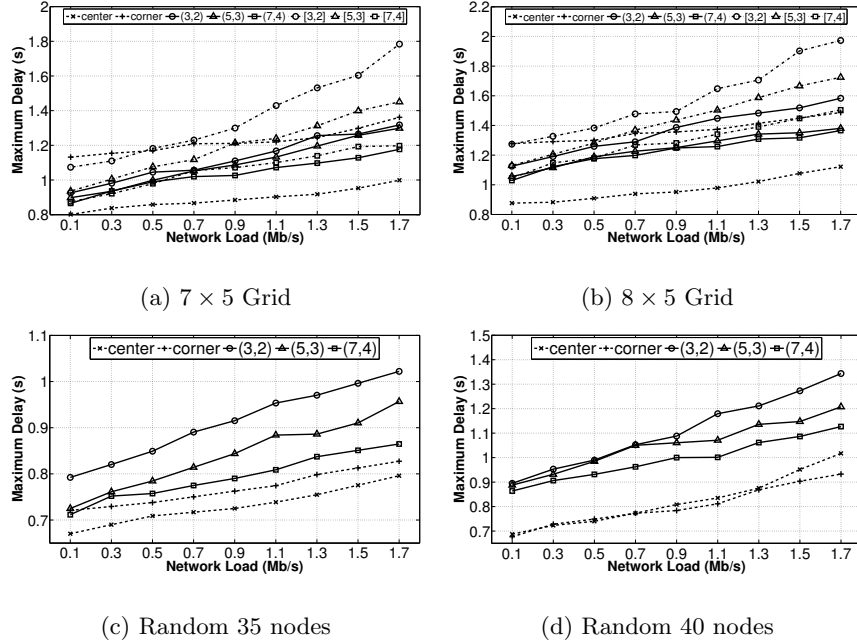 center corner (3,2) (5,3) (7,4) [3,2] [5,3] [7,4]
2
1.8
1.6
1.4
1.2
1
0.8
Maximum Delay (s)
0.1 0.3 0.5 0.7 0.9 1.1 1.3 1.5 1.7
Network Load (Mb/s)
(a) 7 × 5 Grid
center corner (3,2) (5,3) (7,4) [3,2] [5,3] [7,4]
2.2
2
1.8
1.6
1.4
1.2
1
0.8
Maximum Delay (s)
0.1 0.3 0.5 0.7 0.9 1.1 1.3 1.5 1.7
Network Load (Mb/s)
(b) 8 × 5 Grid
center corner (3,2) (5,3) (7,4)
1.1
1
0.9
0.8
0.7
Maximum Delay (s)
0.1 0.3 0.5 0.7 0.9 1.1 1.3 1.5 1.7
Network Load (Mb/s)
(c) Random 35 nodes
center corner (3,2) (5,3) (7,4)
1.5
1.4
1.3
1.2
1.1
1
0.9
0.8
0.7
0.6
Maximum Delay (s)
0.1 0.3 0.5 0.7 0.9 1.1 1.3 1.5 1.7
Network Load (Mb/s)
(d) Random 40 nodes